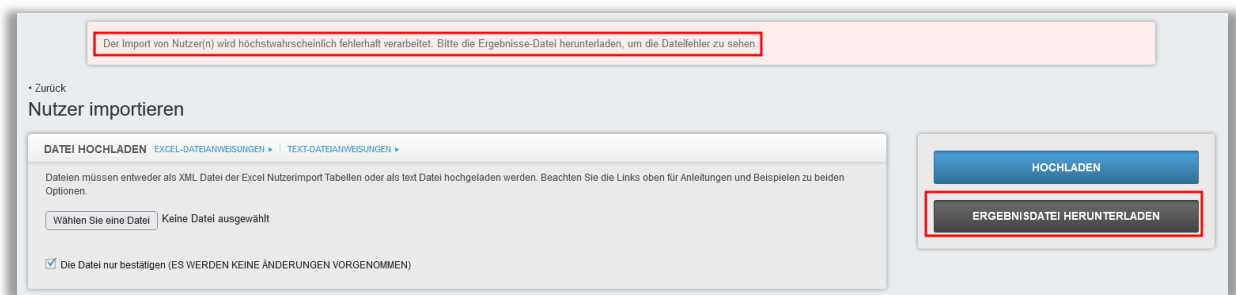 Der Import von Nutzer(n) wird höchstwahrscheinlich fehlerhaft verarbeitet. Bitte die Ergebnisse-Datei herunterladen, um die Dateifehler zu sehen.
• Zurück
Nutzer importieren
DATEI HOCHLADEN EXCEL-DATEIANWEISUNGEN ▸ | TEXT-DATEIANWEISUNGEN ▸
Dateien müssen entweder als XML Datei der Excel Nutzerimport Tabellen oder als text Datei hochgeladen werden. Beachten Sie die Links oben für Anleitungen und Beispielen zu beiden
Optionen.
Wählen Sie eine Datei Keine Datei ausgewählt
Die Datei nur bestätigen (ES WERDEN KEINE ÄNDERUNGEN VORGENOMMEN)
HOCHLADEN
ERGEBNISDATEI HERUNTERLADEN